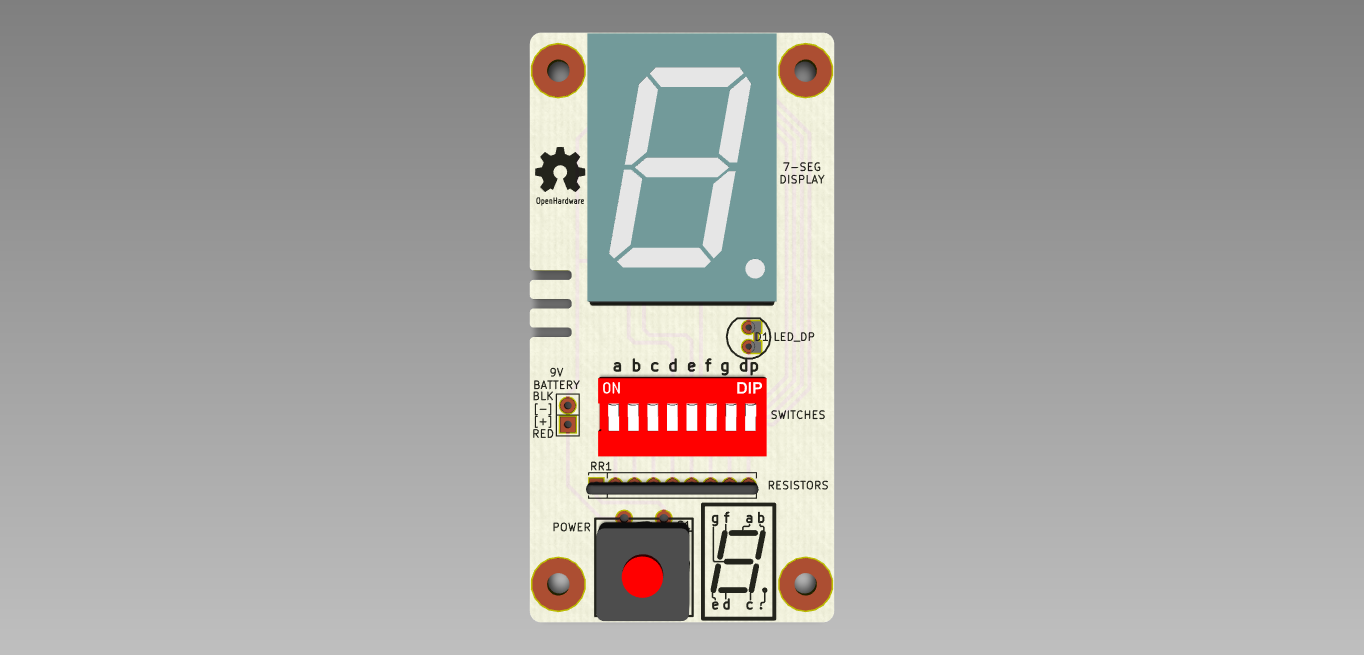 7-SEG
DISPLAY
OpenHardware
D1 LED_DP
a b c d e f g dp
9V
BATTERY
BLK
[-]
[+]
RED
ON DIP
SWITCHES
RR1
RESISTORS
POWER
g f a b
e d c ?